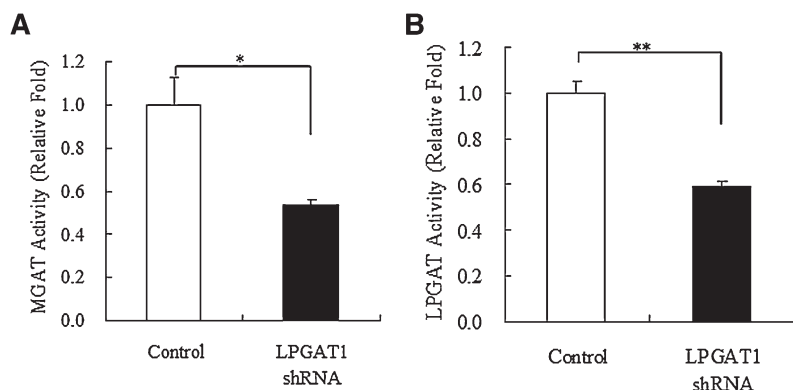 A
MGAT Activity (Relative Fold)
1.2
1.0
0.8
0.6
0.4
0.2
0.0
*
Control
LPGAT1
shRNA
B
LPGAT Activity (Relative Fold)
1.2
1.0
0.8
0.6
0.4
0.2
0.0
**
Control
LPGAT1
shRNA